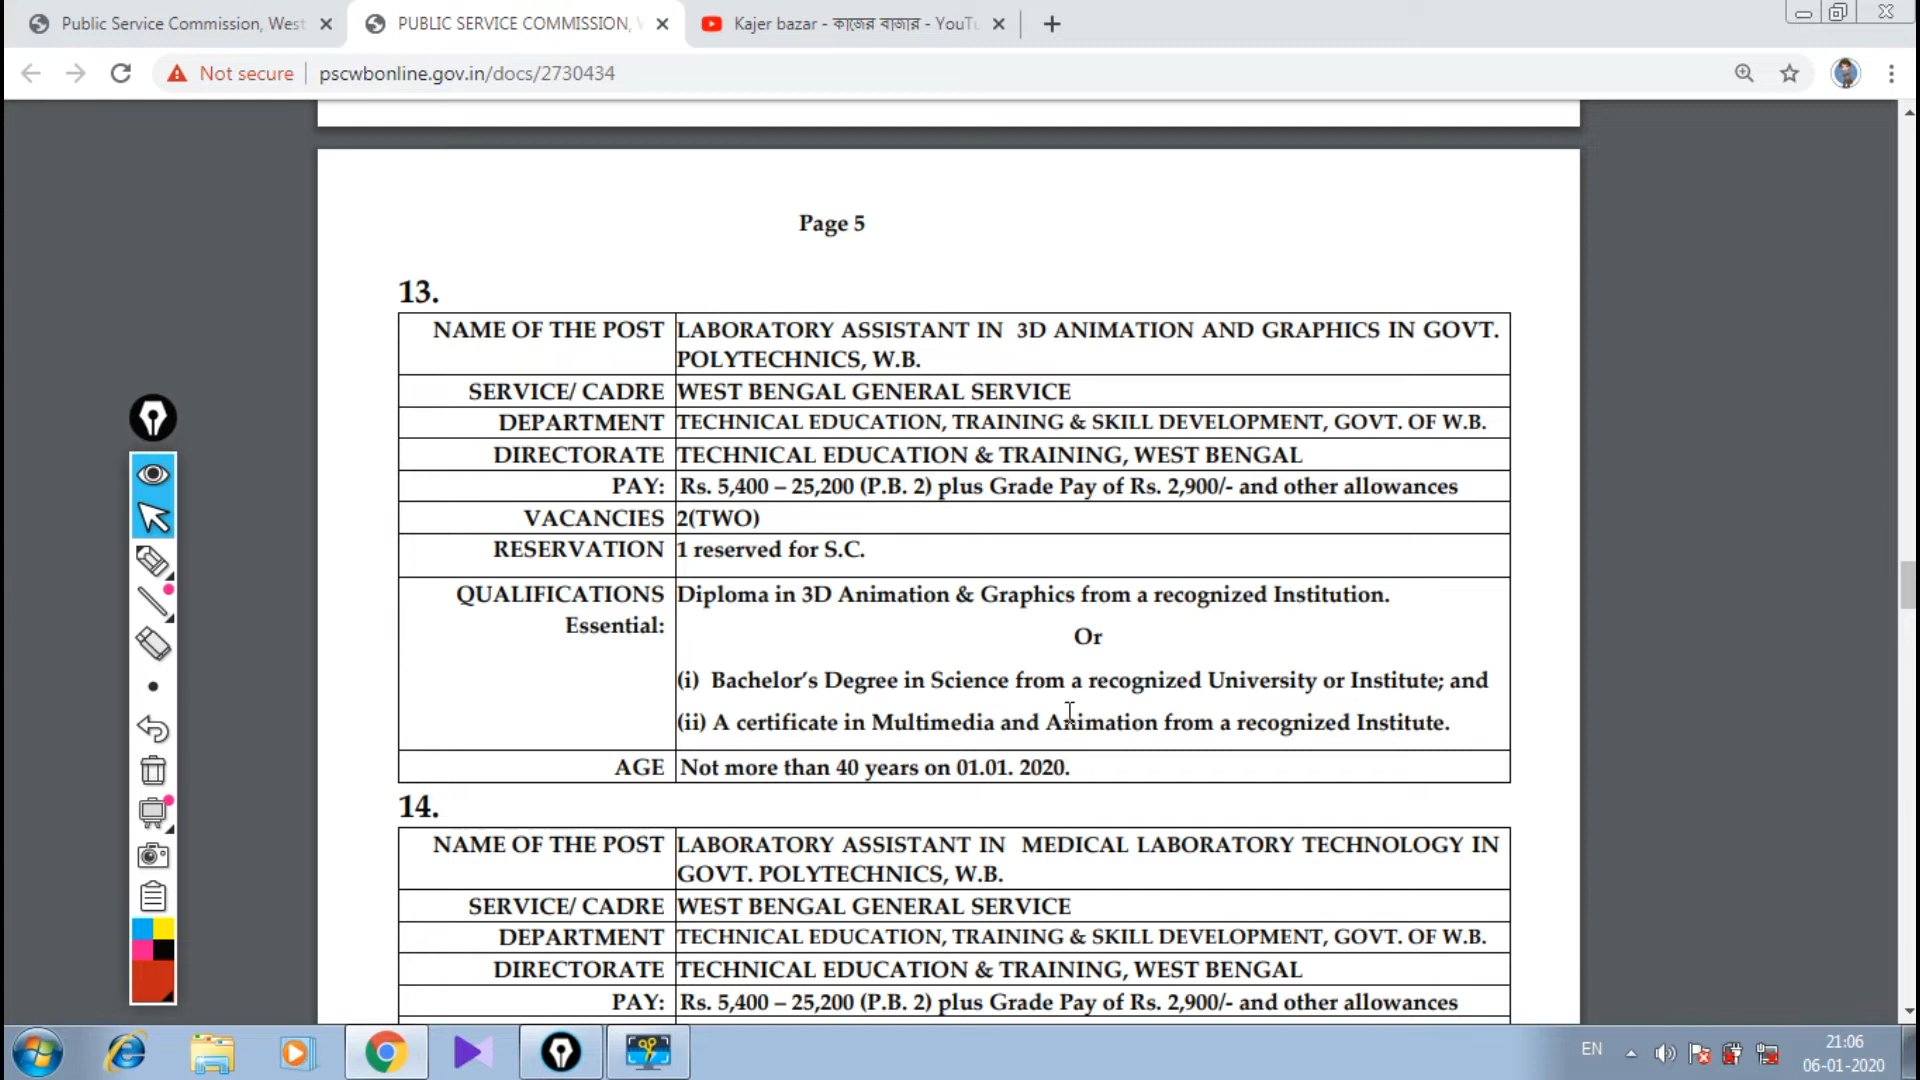 Public Service Commission, West
PUBLIC SERVICE COMMISSION,
Kajer bazar - কাজের বাজার - YouTu
Not secure
pscwbonline.gov.in/docs/2730434
Page 5
13.
NAME OF THE POST LABORATORY ASSISTANT IN 3D ANIMATION AND GRAPHICS IN GOVT.
POLYTECHNICS, W.B.
SERVICE/ CADRE WEST BENGAL GENERAL SERVICE
DEPARTMENT TECHNICAL EDUCATION, TRAINING & SKILL DEVELOPMENT, GOVT. OF W.B.
DIRECTORATE TECHNICAL EDUCATION & TRAINING, WEST BENGAL
PAY: Rs. 5,400 – 25,200 (P.B. 2) plus Grade Pay of Rs. 2,900/- and other allowances
VACANCIES 2(TWO)
RESERVATION 1 reserved for S.C.
QUALIFICATIONS Diploma in 3D Animation & Graphics from a recognized Institution.
Essential:
Or
(i) Bachelor’s Degree in Science from a recognized University or Institute; and
(ii) A certificate in Multimedia and Animation from a recognized Institute.
AGE Not more than 40 years on 01.01. 2020.
14.
NAME OF THE POST LABORATORY ASSISTANT IN MEDICAL LABORATORY TECHNOLOGY IN
GOVT. POLYTECHNICS, W.B.
SERVICE/ CADRE WEST BENGAL GENERAL SERVICE
DEPARTMENT TECHNICAL EDUCATION, TRAINING & SKILL DEVELOPMENT, GOVT. OF W.B.
DIRECTORATE TECHNICAL EDUCATION & TRAINING, WEST BENGAL
PAY: Rs. 5,400 – 25,200 (P.B. 2) plus Grade Pay of Rs. 2,900/- and other allowances
EN
21:06
06-01-2020